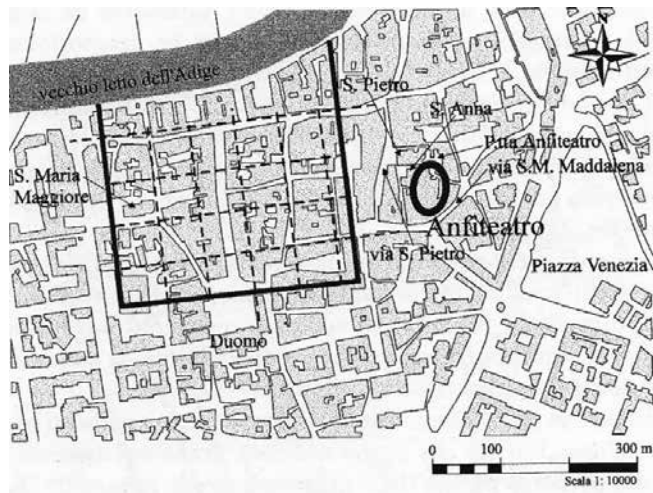 N
vecchio letto dell'Adige
S. Pietro
S. Anna
P.tta Anfiteatro
via S.M. Maddalena
S. Maria
Maggiore
Anfiteatro
via S. Pietro
Piazza Venezia
Duomo
0 100 300 m
Scala 1: 10000